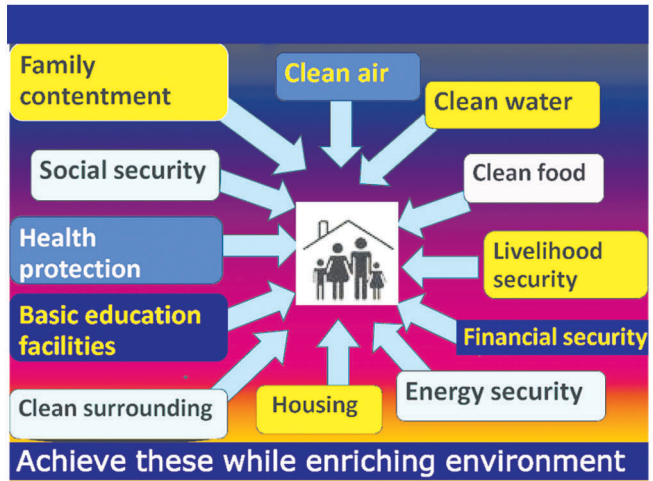 Family
contentment
Clean air
Clean water
Social security
Clean food
Health
protection
Livelihood
security
Basic education
facilities
Financial security
Clean surrounding
Housing
Energy security
Achieve these while enriching environment